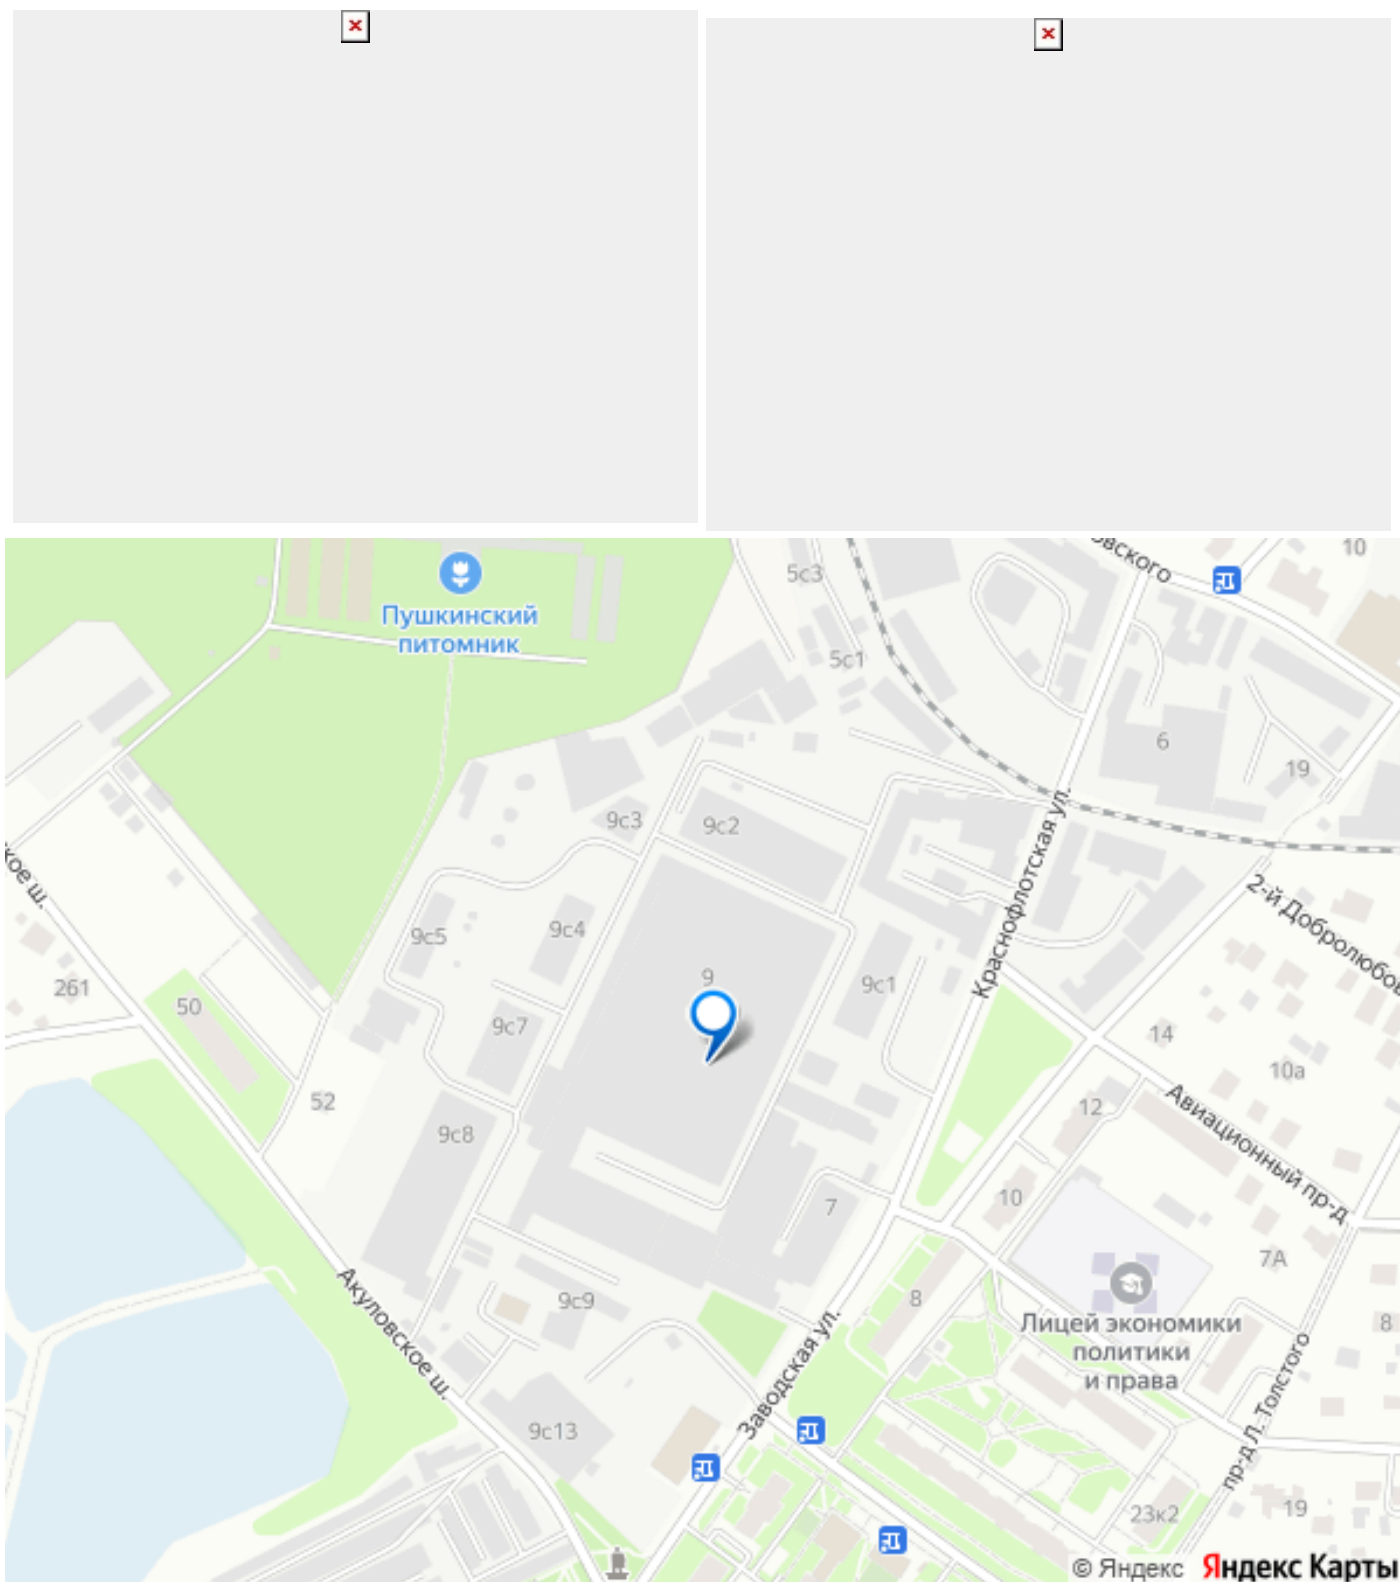 овского
10
5с3
Пушкинский
питомник
5с1
6
19
9с3
9с2
Краснофлотская ул.
ское ш.
2-й Добролюбов
9с5
9с4
9
9с1
261
50
9с7
14
10а
52
12
Авиационный пр-д
9с8
10
7
7А
Акуловское ш.
9с9
8
Лицей экономики
политики
и права
8
Заводская ул.
пр-д Л. Толстого
9с13
23к2
19
© Яндекс Яндекс Карты